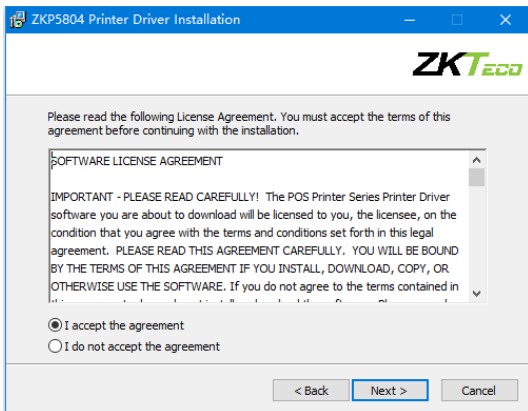 ZKP5804 Printer Driver Installation
ZKTeco
Please read the following License Agreement. You must accept the terms of this
agreement before continuing with the installation.
SOFTWARE LICENSE AGREEMENT
IMPORTANT - PLEASE READ CAREFULLY! The POS Printer Series Printer Driver
software you are about to download will be licensed to you, the licensee, on the
condition that you agree with the terms and conditions set forth in this legal
agreement. PLEASE READ THIS AGREEMENT CAREFULLY. YOU WILL BE BOUND
BY THE TERMS OF THIS AGREEMENT IF YOU INSTALL, DOWNLOAD, COPY, OR
OTHERWISE USE THE SOFTWARE. If you do not agree to the terms contained in
I accept the agreement
I do not accept the agreement
< Back
Next >
Cancel